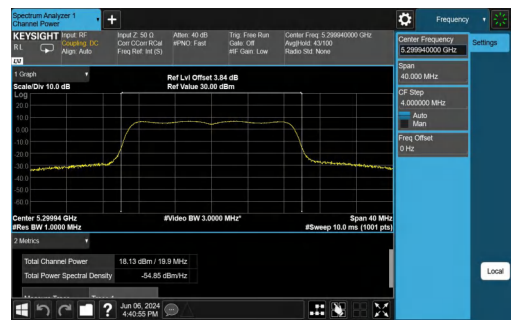 Spectrum Analyzer 1
Channel Power
Frequency
KEYSIGHT
Input: RF
Coupling: DC
Align: Auto
Input Z: 50 Ω
Corr CCorr RCal
Freq Ref: Int (S)
Atten: 40 dB
#PNO: Fast
Trig: Free Run
Gate: Off
#IF Gain: Low
Center Freq: 5.299940000 GHz
Avg|Hold: 43/100
Radio Std: None
RL
LV
Center Frequency
5.299940000 GHz
Settings
Span
40.000 MHz
CF Step
4.000000 MHz
Auto
Man
Freq Offset
0 Hz
Local
1 Graph
Scale/Div 10.0 dB
Ref Lvl Offset 3.84 dB
Ref Value 30.00 dBm
Log
20.0
10.0
0.00
-10.0
-20.0
-30.0
-40.0
-50.0
-60.0
Center 5.29994 GHz
#Video BW 3.0000 MHz*
Span 40 MHz
#Res BW 1.0000 MHz
#Sweep 10.0 ms (1001 pts)
2 Metrics
Total Channel Power 18.13 dBm / 19.9 MHz
Total Power Spectral Density -54.85 dBm/Hz
?
Jun 06, 2024
4:40:55 PM